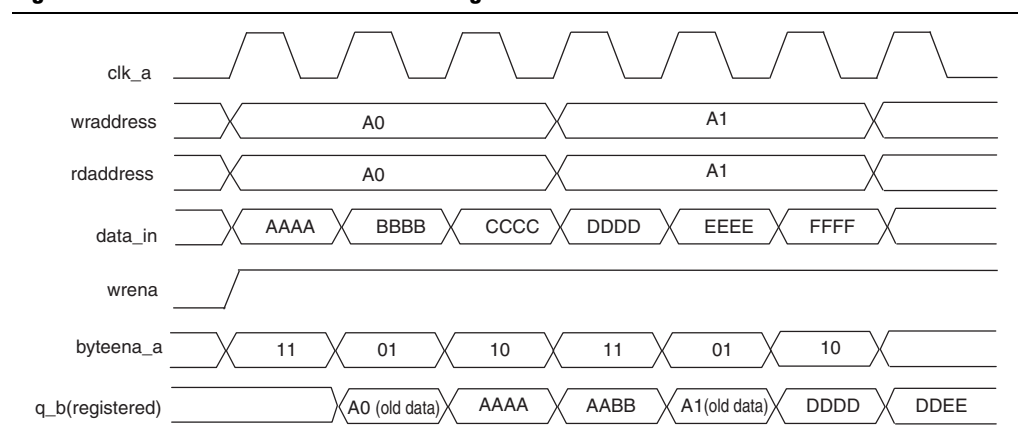 clk_a
wraddress A0 A1
rdaddress A0 A1
data_in AAAA BBBB CCCC DDDD EEEE FFFF
wrena
byteena_a 11 01 10 11 01 10
q_b(registered) A0 (old data) AAAA AABB A1(old data) DDDD DDEE